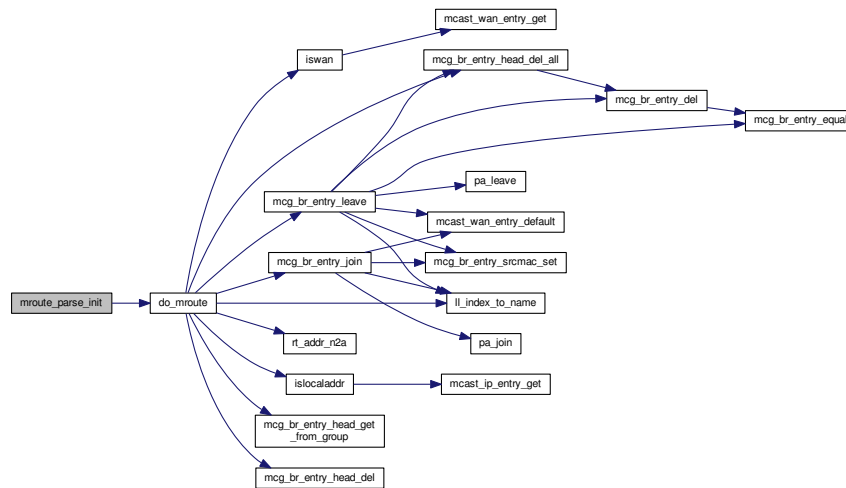 mcast_wan_entry_get
iswan
mcg_br_entry_head_del_all
mcg_br_entry_del
mcg_br_entry_equal
pa_leave
mcg_br_entry_leave
mcast_wan_entry_default
mcg_br_entry_join
mcg_br_entry_srcmac_set
mroute_parse_init
do_mroute
ll_index_to_name
rt_addr_n2a
pa_join
islocaladdr
mcast_ip_entry_get
mcg_br_entry_head_get
_from_group
mcg_br_entry_head_del